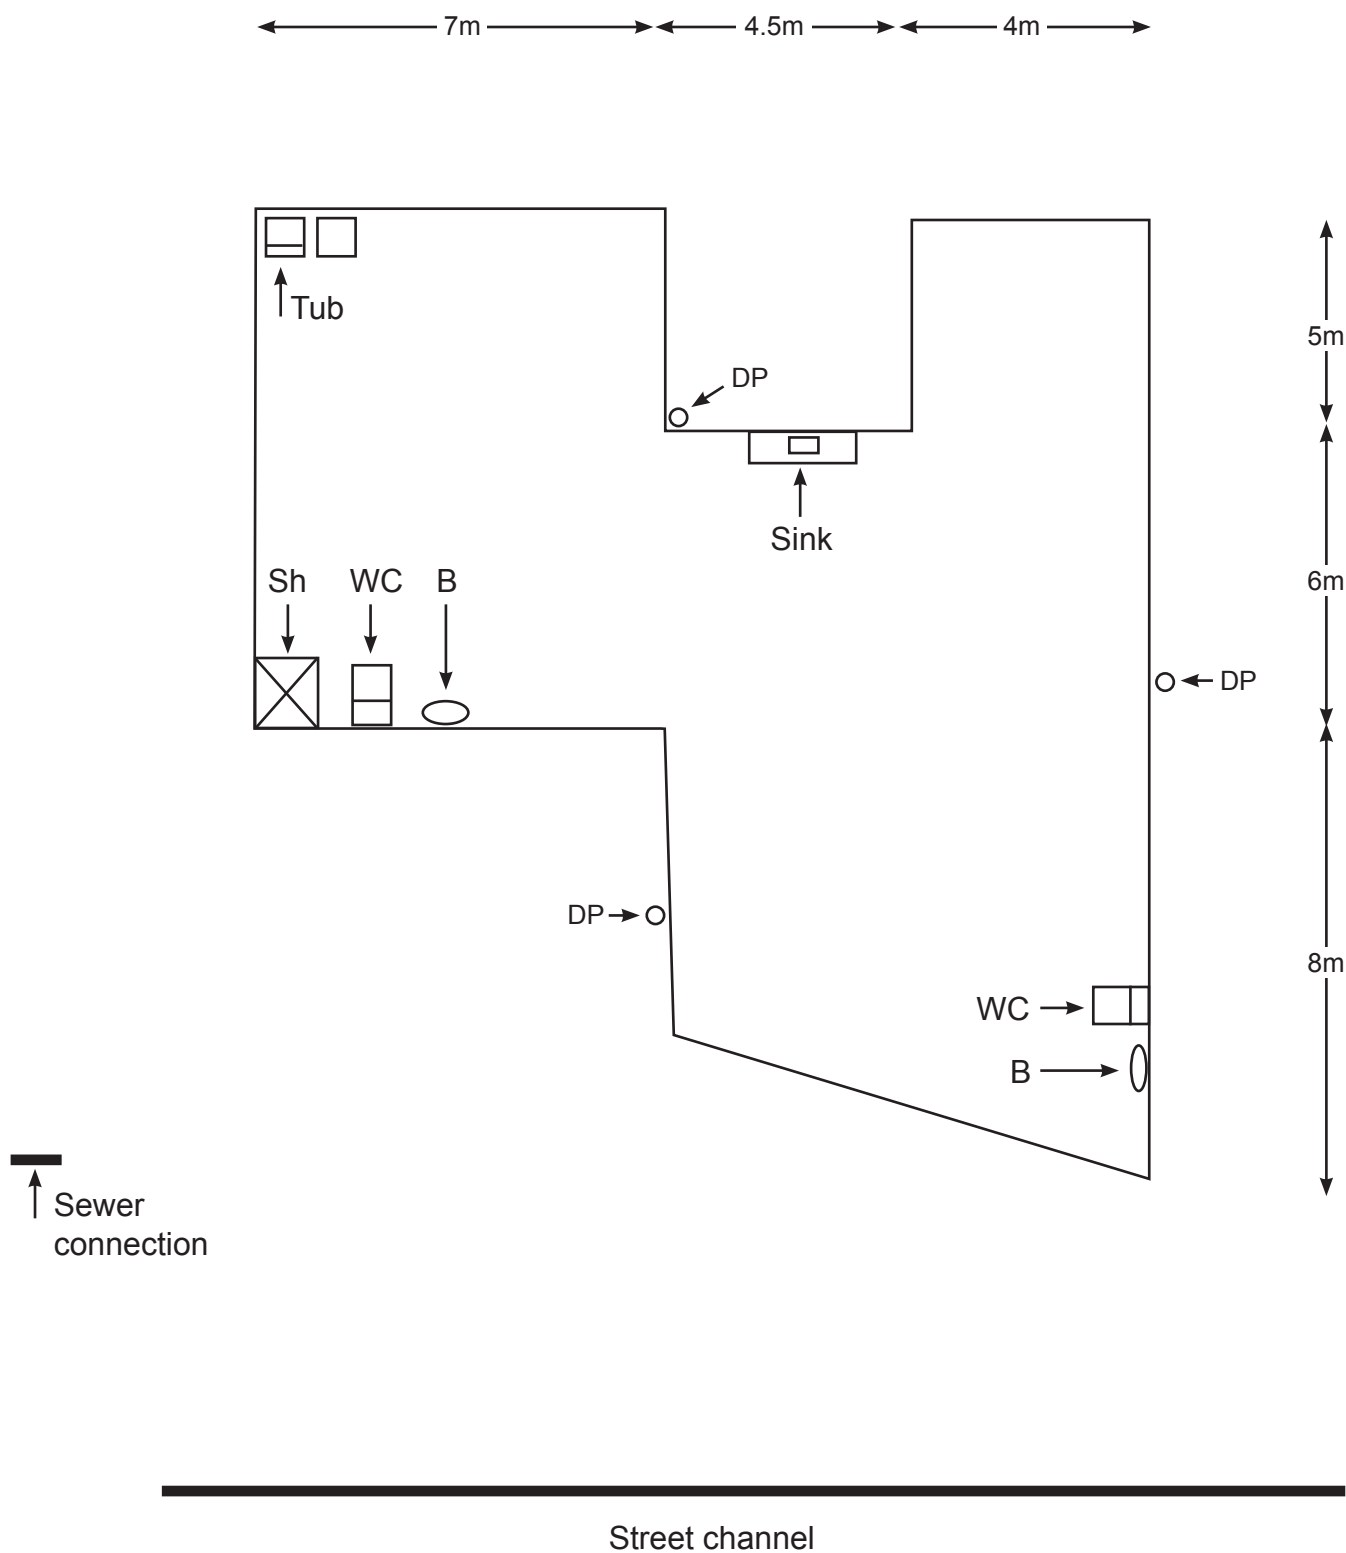 7m
4.5m
4m
Tub
5m
DP
Sink
Sh
WC
B
6m
DP
DP
8m
WC
B
Sewer
connection
Street channel